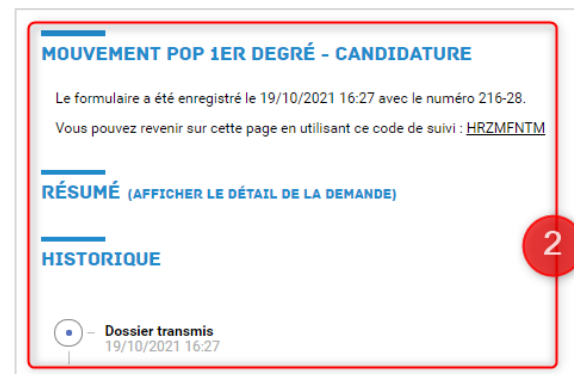 MOUVEMENT POP 1ER DEGRÉ - CANDIDATURE
Le formulaire a été enregistré le 19/10/2021 16:27 avec le numéro 216-28.
Vous pouvez revenir sur cette page en utilisant ce code de suivi : HRZMFNTM
RÉSUMÉ (AFFICHER LE DÉTAIL DE LA DEMANDE)
HISTORIQUE
2
Dossier transmis
19/10/2021 16:27